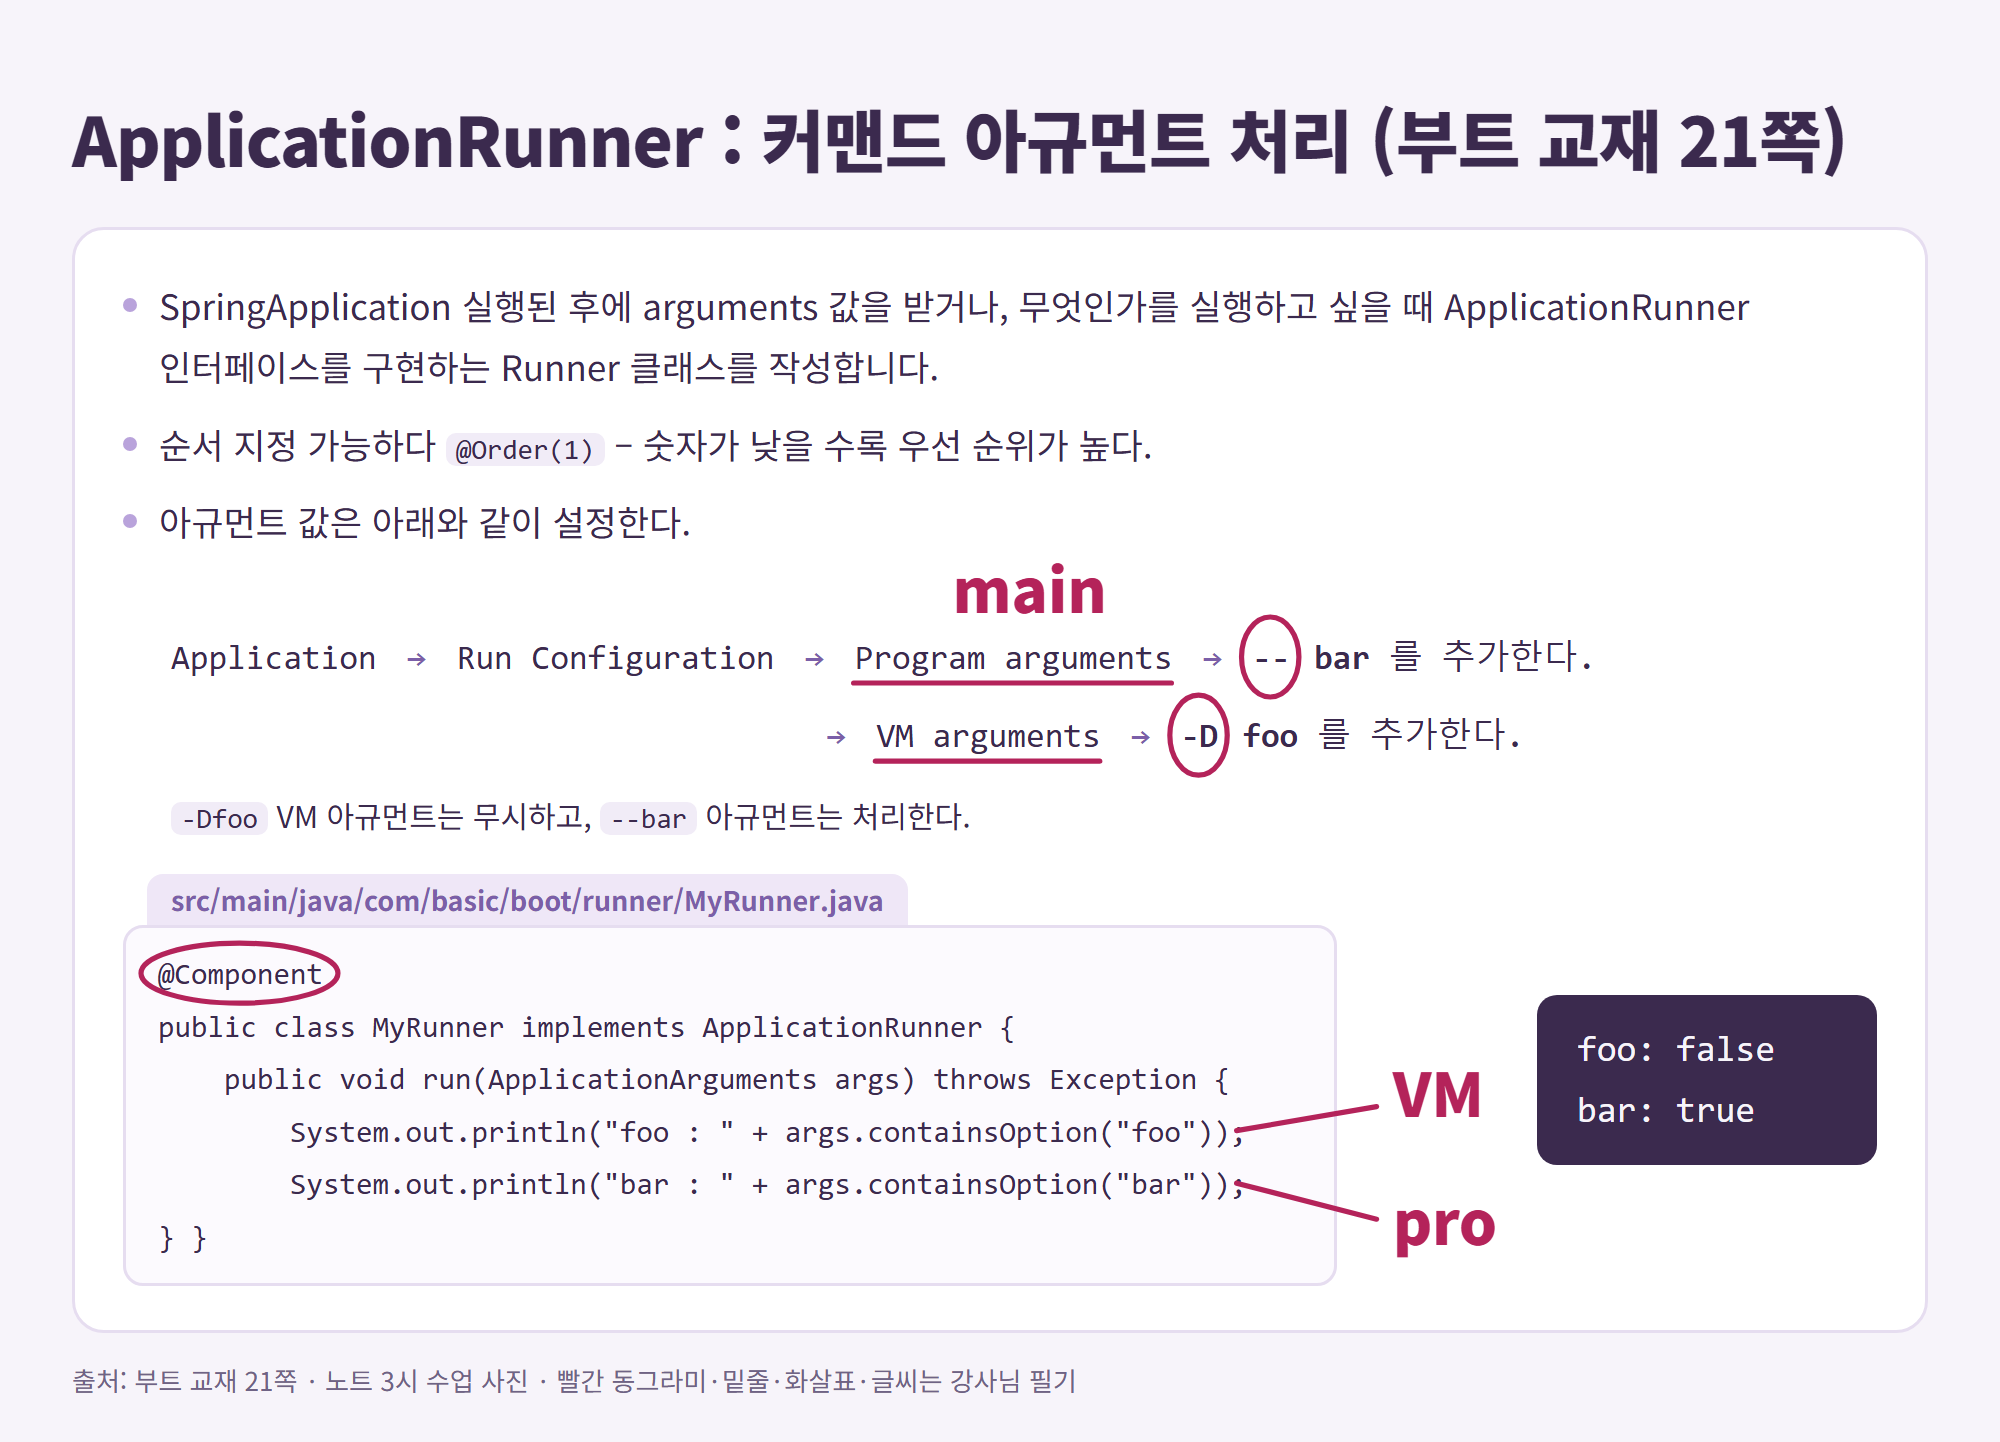 ApplicationRunner : 커맨드 아규먼트 처리 (부트 교재 21쪽)
SpringApplication 실행된 후에 arguments 값을 받거나, 무엇인가를 실행하고 싶을 때 ApplicationRunner
인터페이스를 구현하는 Runner 클래스를 작성합니다.
순서 지정 가능하다 @Order(1) – 숫자가 낮을 수록 우선 순위가 높다.
아규먼트 값은 아래와 같이 설정한다.
main
Application → Run Configuration → Program arguments → -- bar 를 추가한다.
→ VM arguments → -D foo 를 추가한다.
-Dfoo VM 아규먼트는 무시하고, --bar 아규먼트는 처리한다.
src/main/java/com/basic/boot/runner/MyRunner.java
@Component
public class MyRunner implements ApplicationRunner {
public void run(ApplicationArguments args) throws Exception {
System.out.println("foo : " + args.containsOption("foo"));
System.out.println("bar : " + args.containsOption("bar"));
} }
VM
pro
foo: false
bar: true
출처: 부트 교재 21쪽 · 노트 3시 수업 사진 · 빨간 동그라미·밑줄·화살표·글씨는 강사님 필기